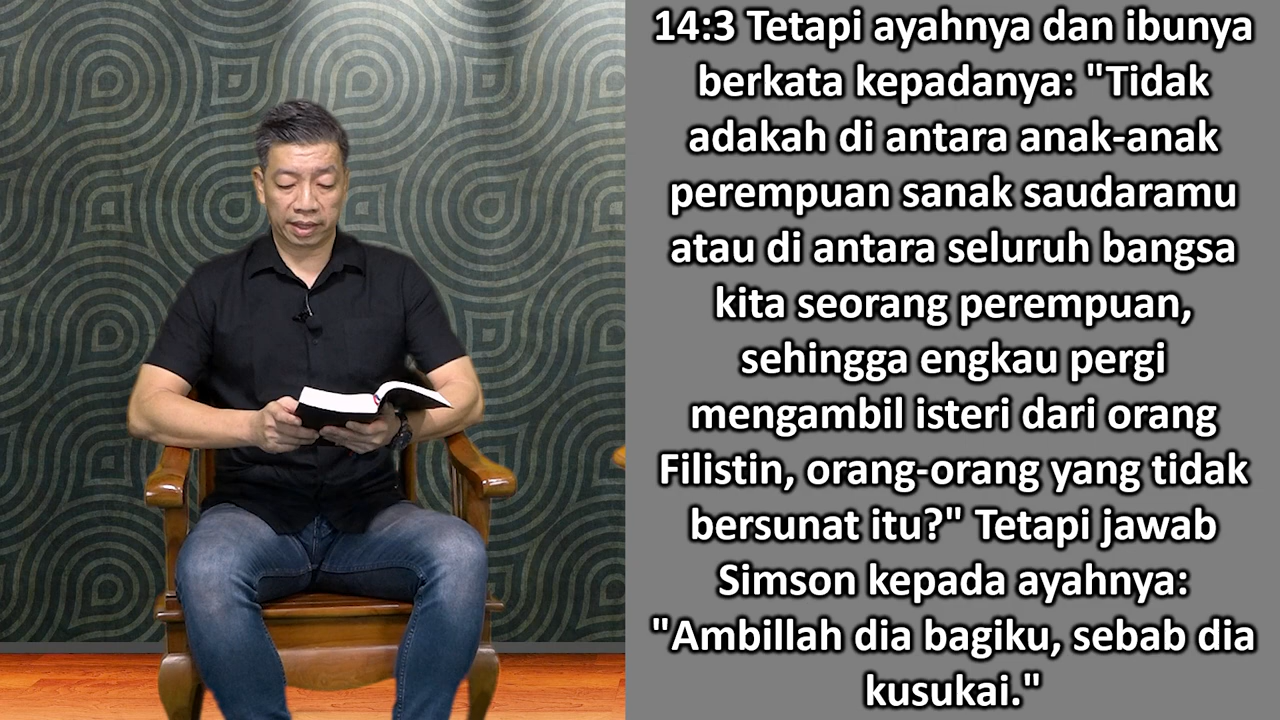 14:3 Tetapi ayahnya dan ibunya
berkata kepadanya: "Tidak
adakah di antara anak-anak
perempuan sanak saudaramu
atau di antara seluruh bangsa
kita seorang perempuan,
sehingga engkau pergi
mengambil isteri dari orang
Filistin, orang-orang yang tidak
bersunat itu?" Tetapi jawab
Simson kepada ayahnya:
"Ambillah dia bagiku, sebab dia
kusukai."